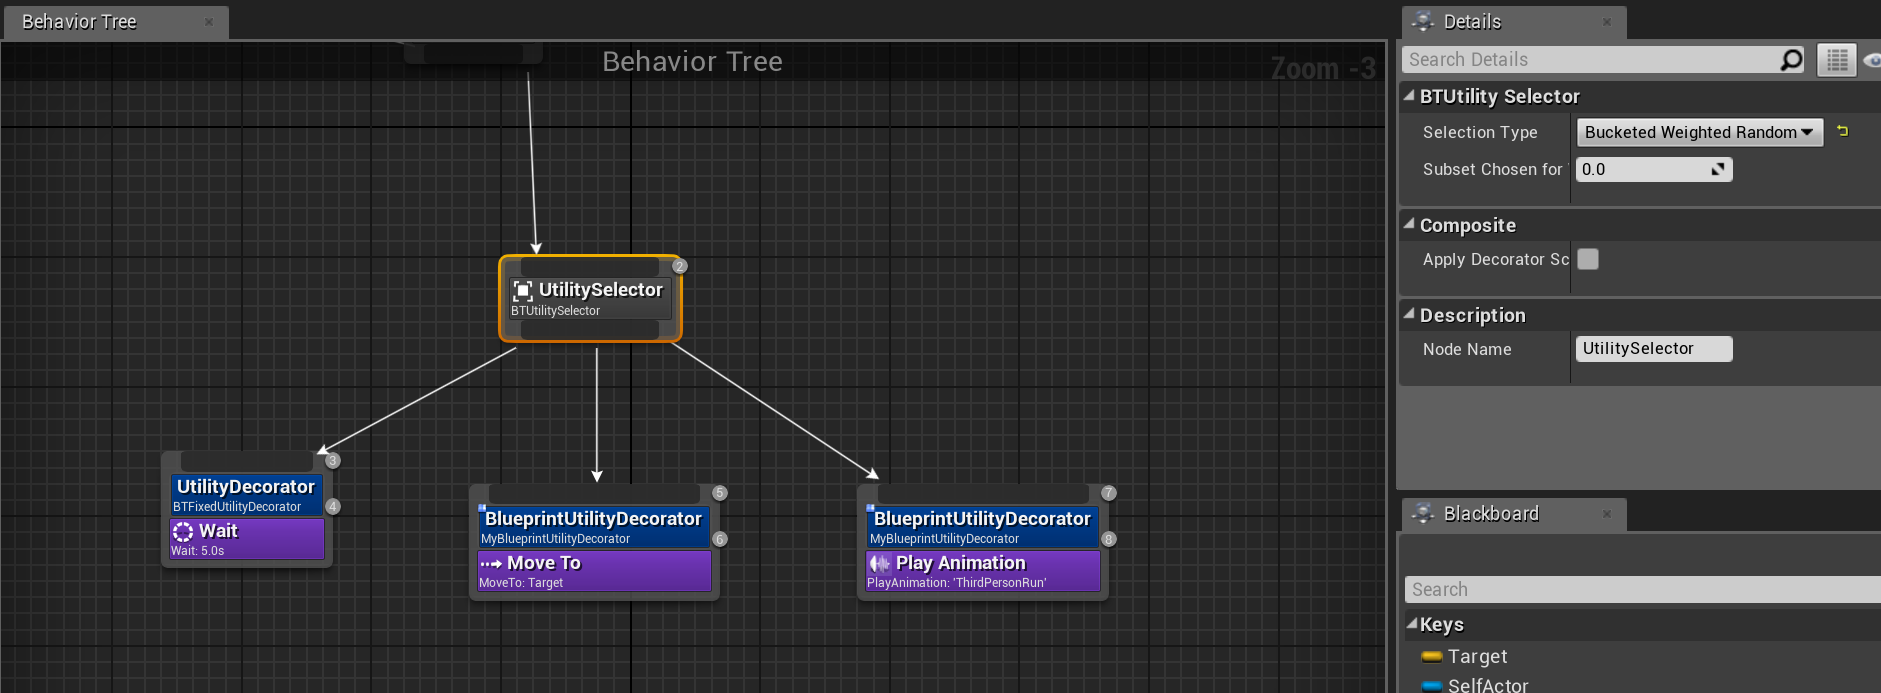 Behavior Tree
Behavior Tree
Zoom -3
2
UtilitySelector
BTUtilitySelector
3
UtilityDecorator
BTFixedUtilityDecorator
4
Wait
Wait: 5.0s
5
BlueprintUtilityDecorator
MyBlueprintUtilityDecorator
6
Move To
MoveTo: Target
7
BlueprintUtilityDecorator
MyBlueprintUtilityDecorator
8
Play Animation
PlayAnimation: 'ThirdPersonRun'
Details
Search Details
BTUtility Selector
Selection Type
Bucketed Weighted Random
Subset Chosen for
0.0
Composite
Apply Decorator Sc
Description
Node Name
UtilitySelector
Blackboard
Search
Keys
Target
SelfActor